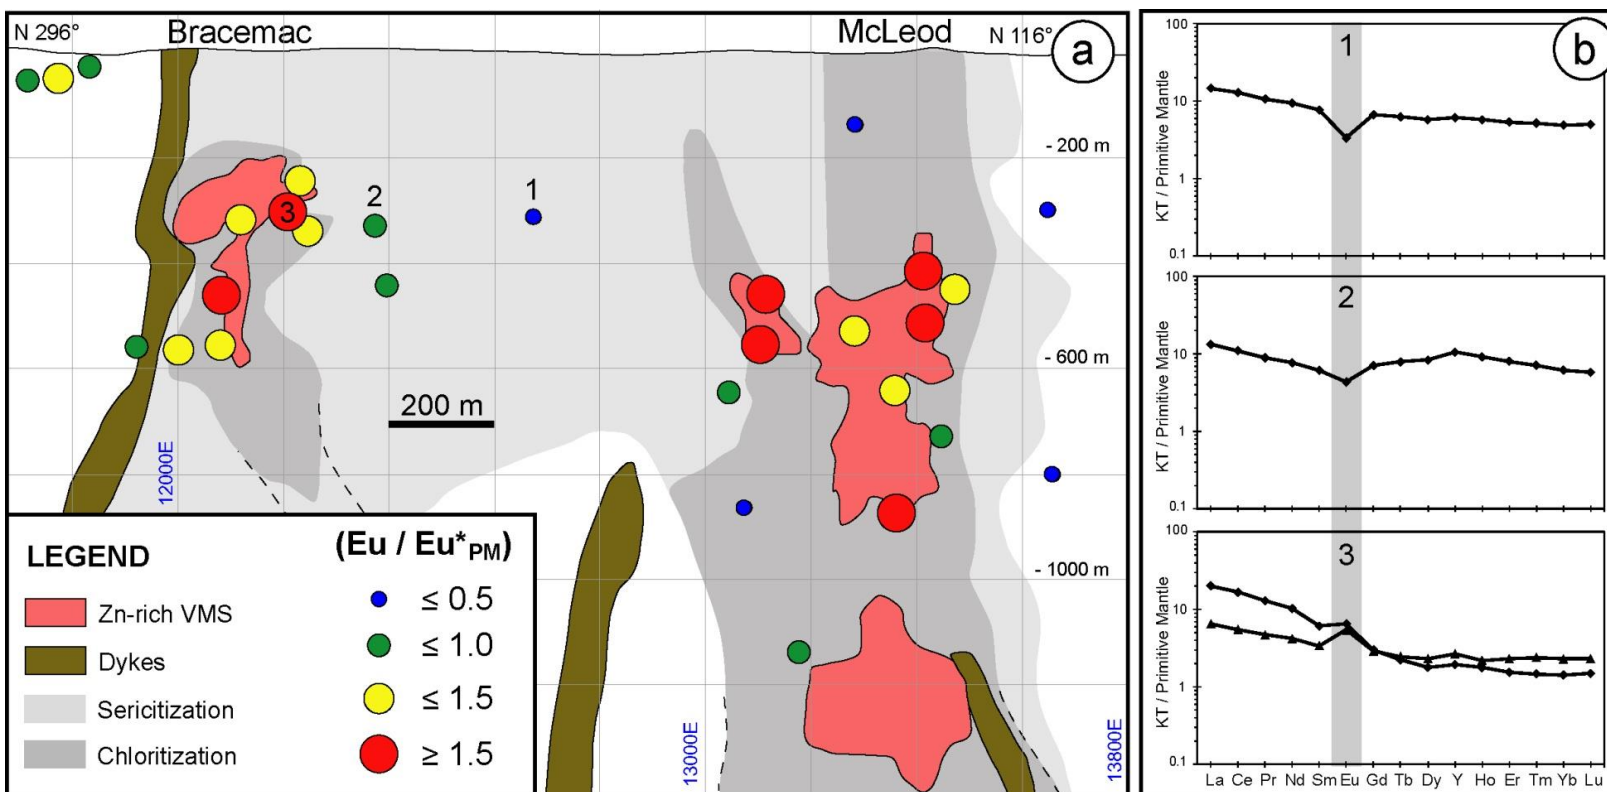 N 296°
Bracemac
McLeod
N 116°
a
- 200 m
3
2
1
- 600 m
200 m
12000E
- 1000 m
13000E
13800E
LEGEND
Zn-rich VMS
Dykes
Sericitization
Chloritization
(Eu / Eu*PM)
≤ 0.5
≤ 1.0
≤ 1.5
≥ 1.5
b
1
100
10
1
0.1
KT / Primitive Mantle
2
100
10
1
0.1
KT / Primitive Mantle
3
100
10
1
0.1
KT / Primitive Mantle
La Ce Pr Nd Sm Eu Gd Tb Dy Y Ho Er Tm Yb Lu